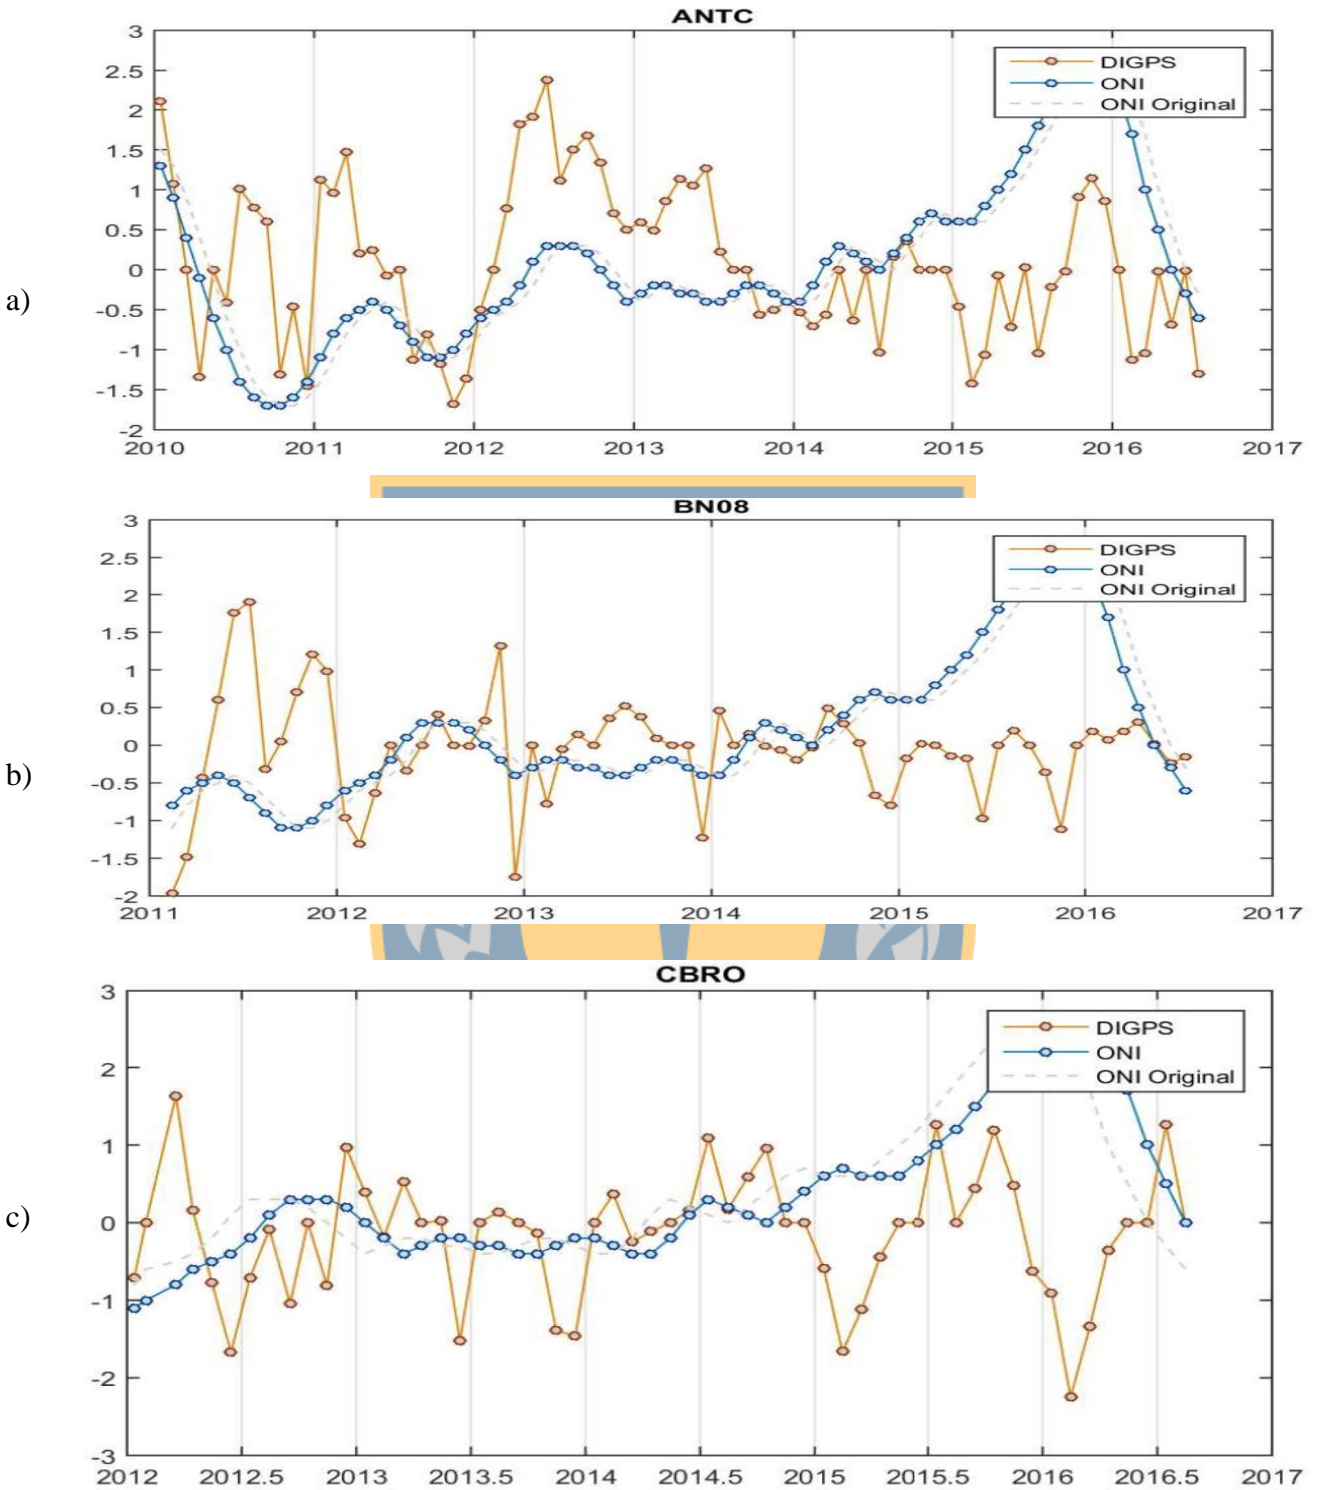 ANTC
3
2.5
2
1.5
1
0.5
0
-0.5
-1
-1.5
-2
DIGPS
ONI
ONI Original
a)
2010 2011 2012 2013 2014 2015 2016 2017
BN08
3
2.5
2
1.5
1
0.5
0
-0.5
-1
-1.5
-2
DIGPS
ONI
ONI Original
b)
2011 2012 2013 2014 2015 2016 2017
CBRO
3
2
1
0
-1
-2
-3
DIGPS
ONI
ONI Original
c)
2012 2012.5 2013 2013.5 2014 2014.5 2015 2015.5 2016 2016.5 2017